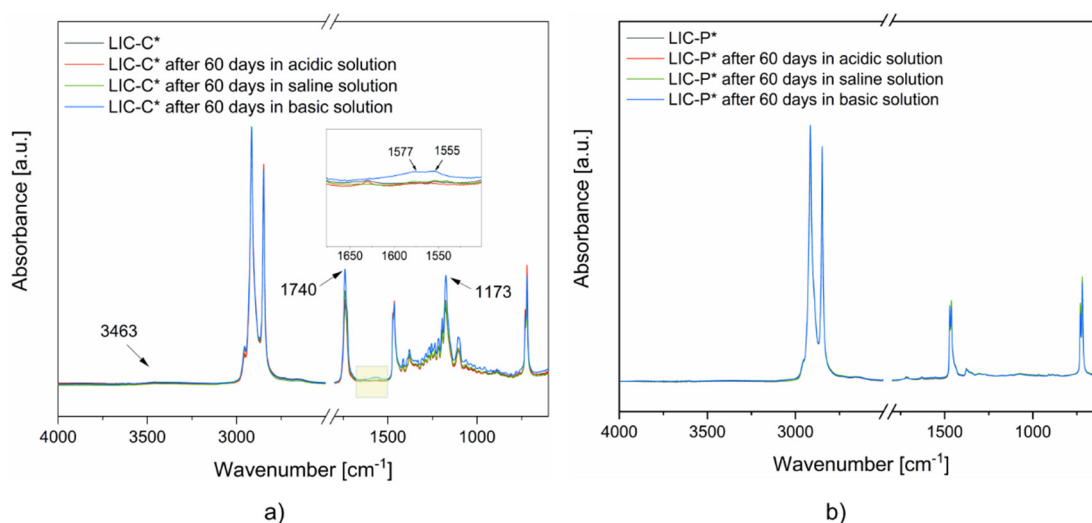 LIC-C*
LIC-C* after 60 days in acidic solution
LIC-C* after 60 days in saline solution
LIC-C* after 60 days in basic solution
1577
1555
1650
1600
1550
1740
1173
3463
Absorbance [a.u.]
4000
3500
3000
1500
1000
Wavenumber [cm⁻¹]
a)
LIC-P*
LIC-P* after 60 days in acidic solution
LIC-P* after 60 days in saline solution
LIC-P* after 60 days in basic solution
Absorbance [a.u.]
4000
3500
3000
1500
1000
Wavenumber [cm⁻¹]
b)